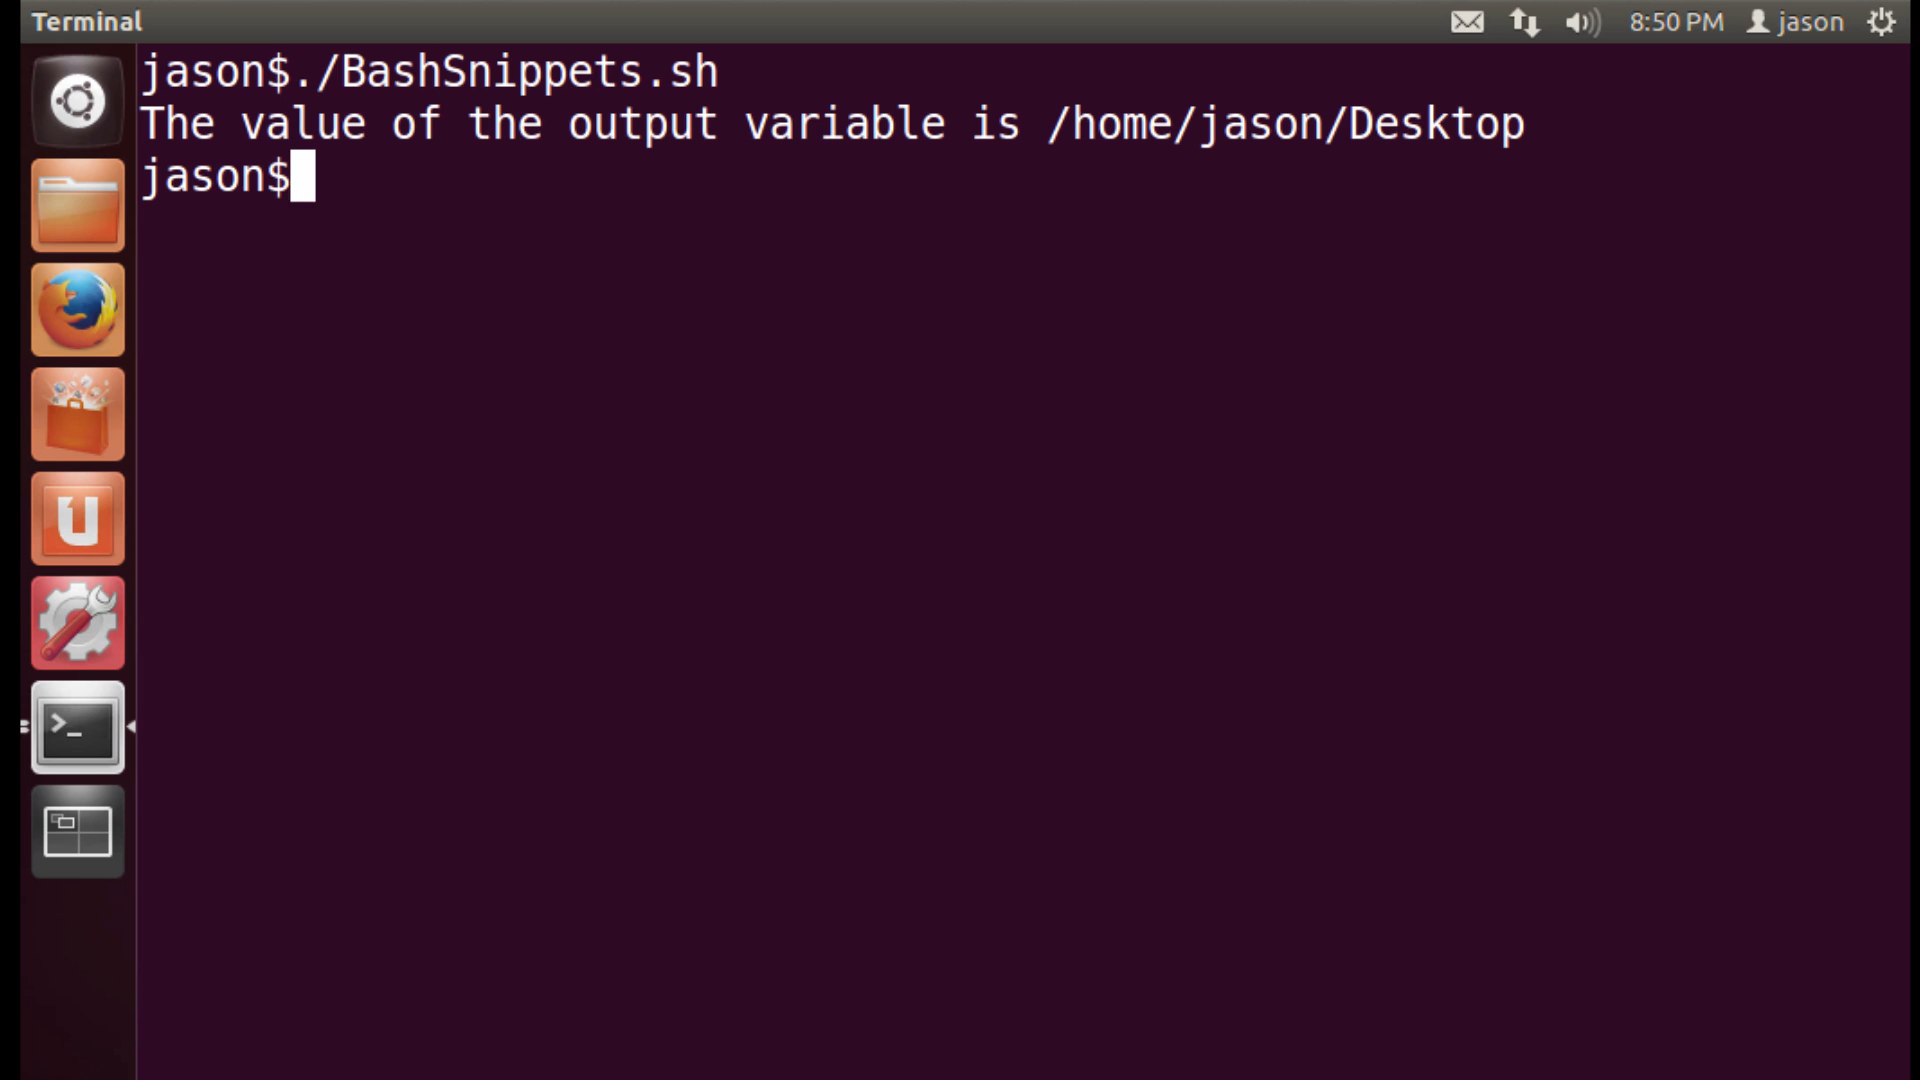 Terminal 8:50 PM jason
jason$./BashSnippets.sh
The value of the output variable is /home/jason/Desktop
jason$